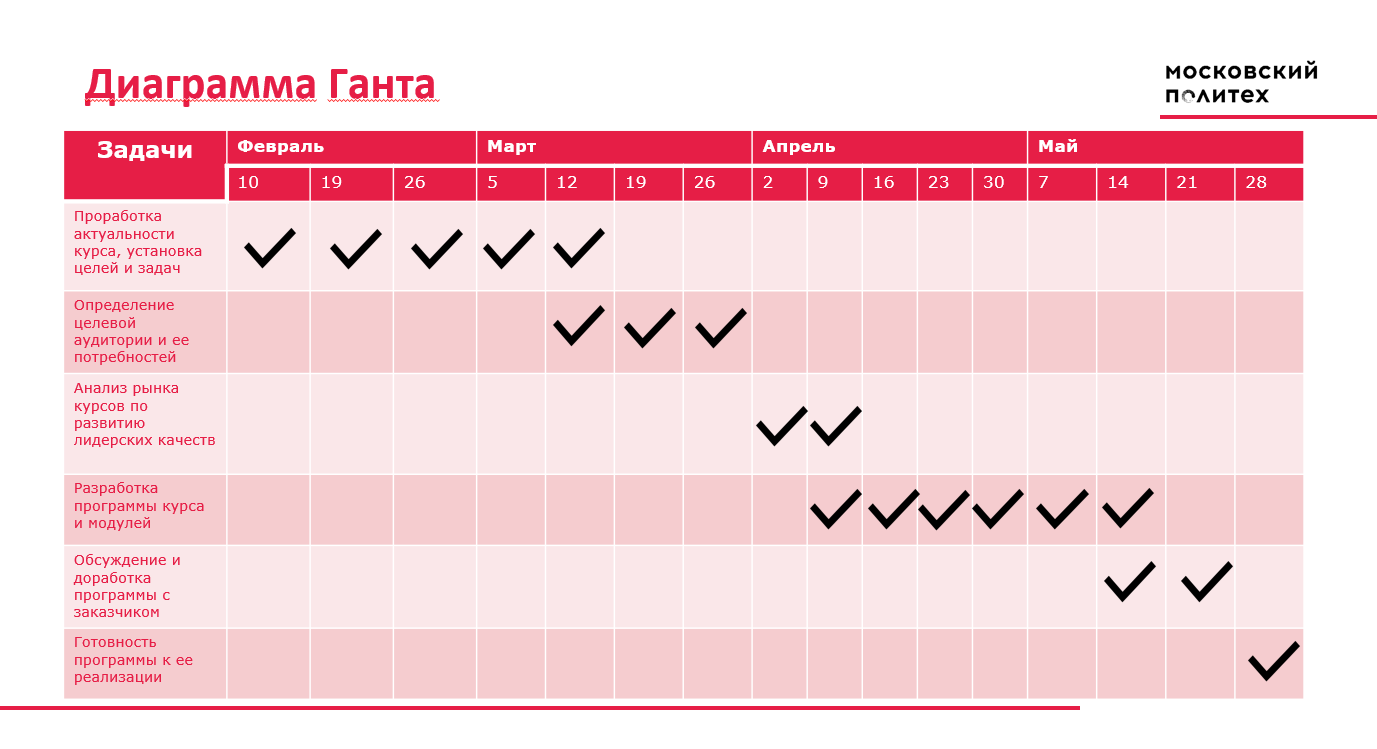 Диаграмма Ганта
московский
политех
Задачи
Февраль
Март
Апрель
Май
10 19 26 5 12 19 26 2 9 16 23 30 7 14 21 28
Проработка
актуальности
курса, установка
целей и задач
Определение
целевой
аудитории и ее
потребностей
Анализ рынка
курсов по
развитию
лидерских качеств
Разработка
программы курса
и модулей
Обсуждение и
доработка
программы с
заказчиком
Готовность
программы к ее
реализации